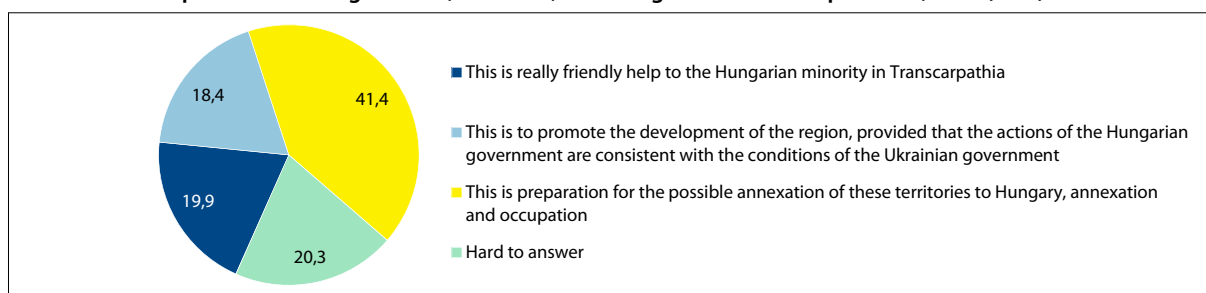 18,4
41,4
19,9
20,3
This is really friendly help to the Hungarian minority in Transcarpathia
This is to promote the development of the region, provided that the actions of the Hungarian
government are consistent with the conditions of the Ukrainian government
This is preparation for the possible annexation of these territories to Hungary, annexation
and occupation
Hard to answer